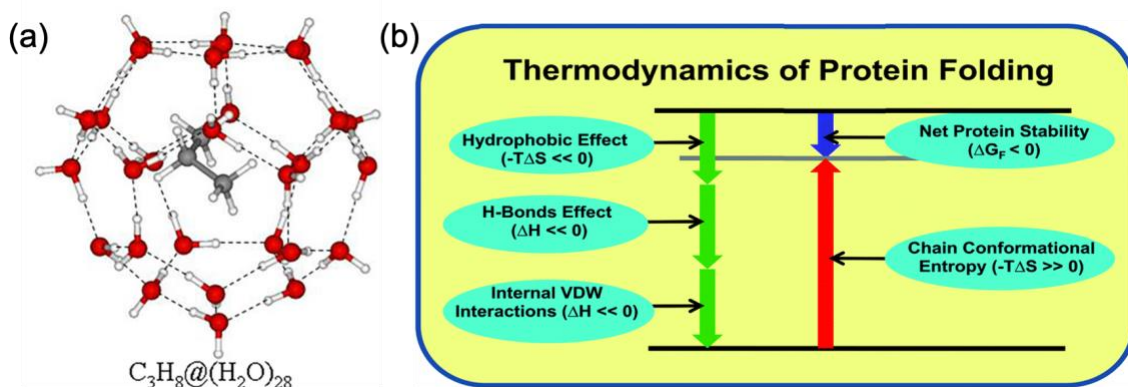 (a)
C₃H₈@(H₂O)₂₈
(b)
Thermodynamics of Protein Folding
Hydrophobic Effect
(-TΔS << 0)
H-Bonds Effect
(ΔH << 0)
Internal VDW
Interactions (ΔH << 0)
Net Protein Stability
(ΔG_F < 0)
Chain Conformational
Entropy (-TΔS >> 0)